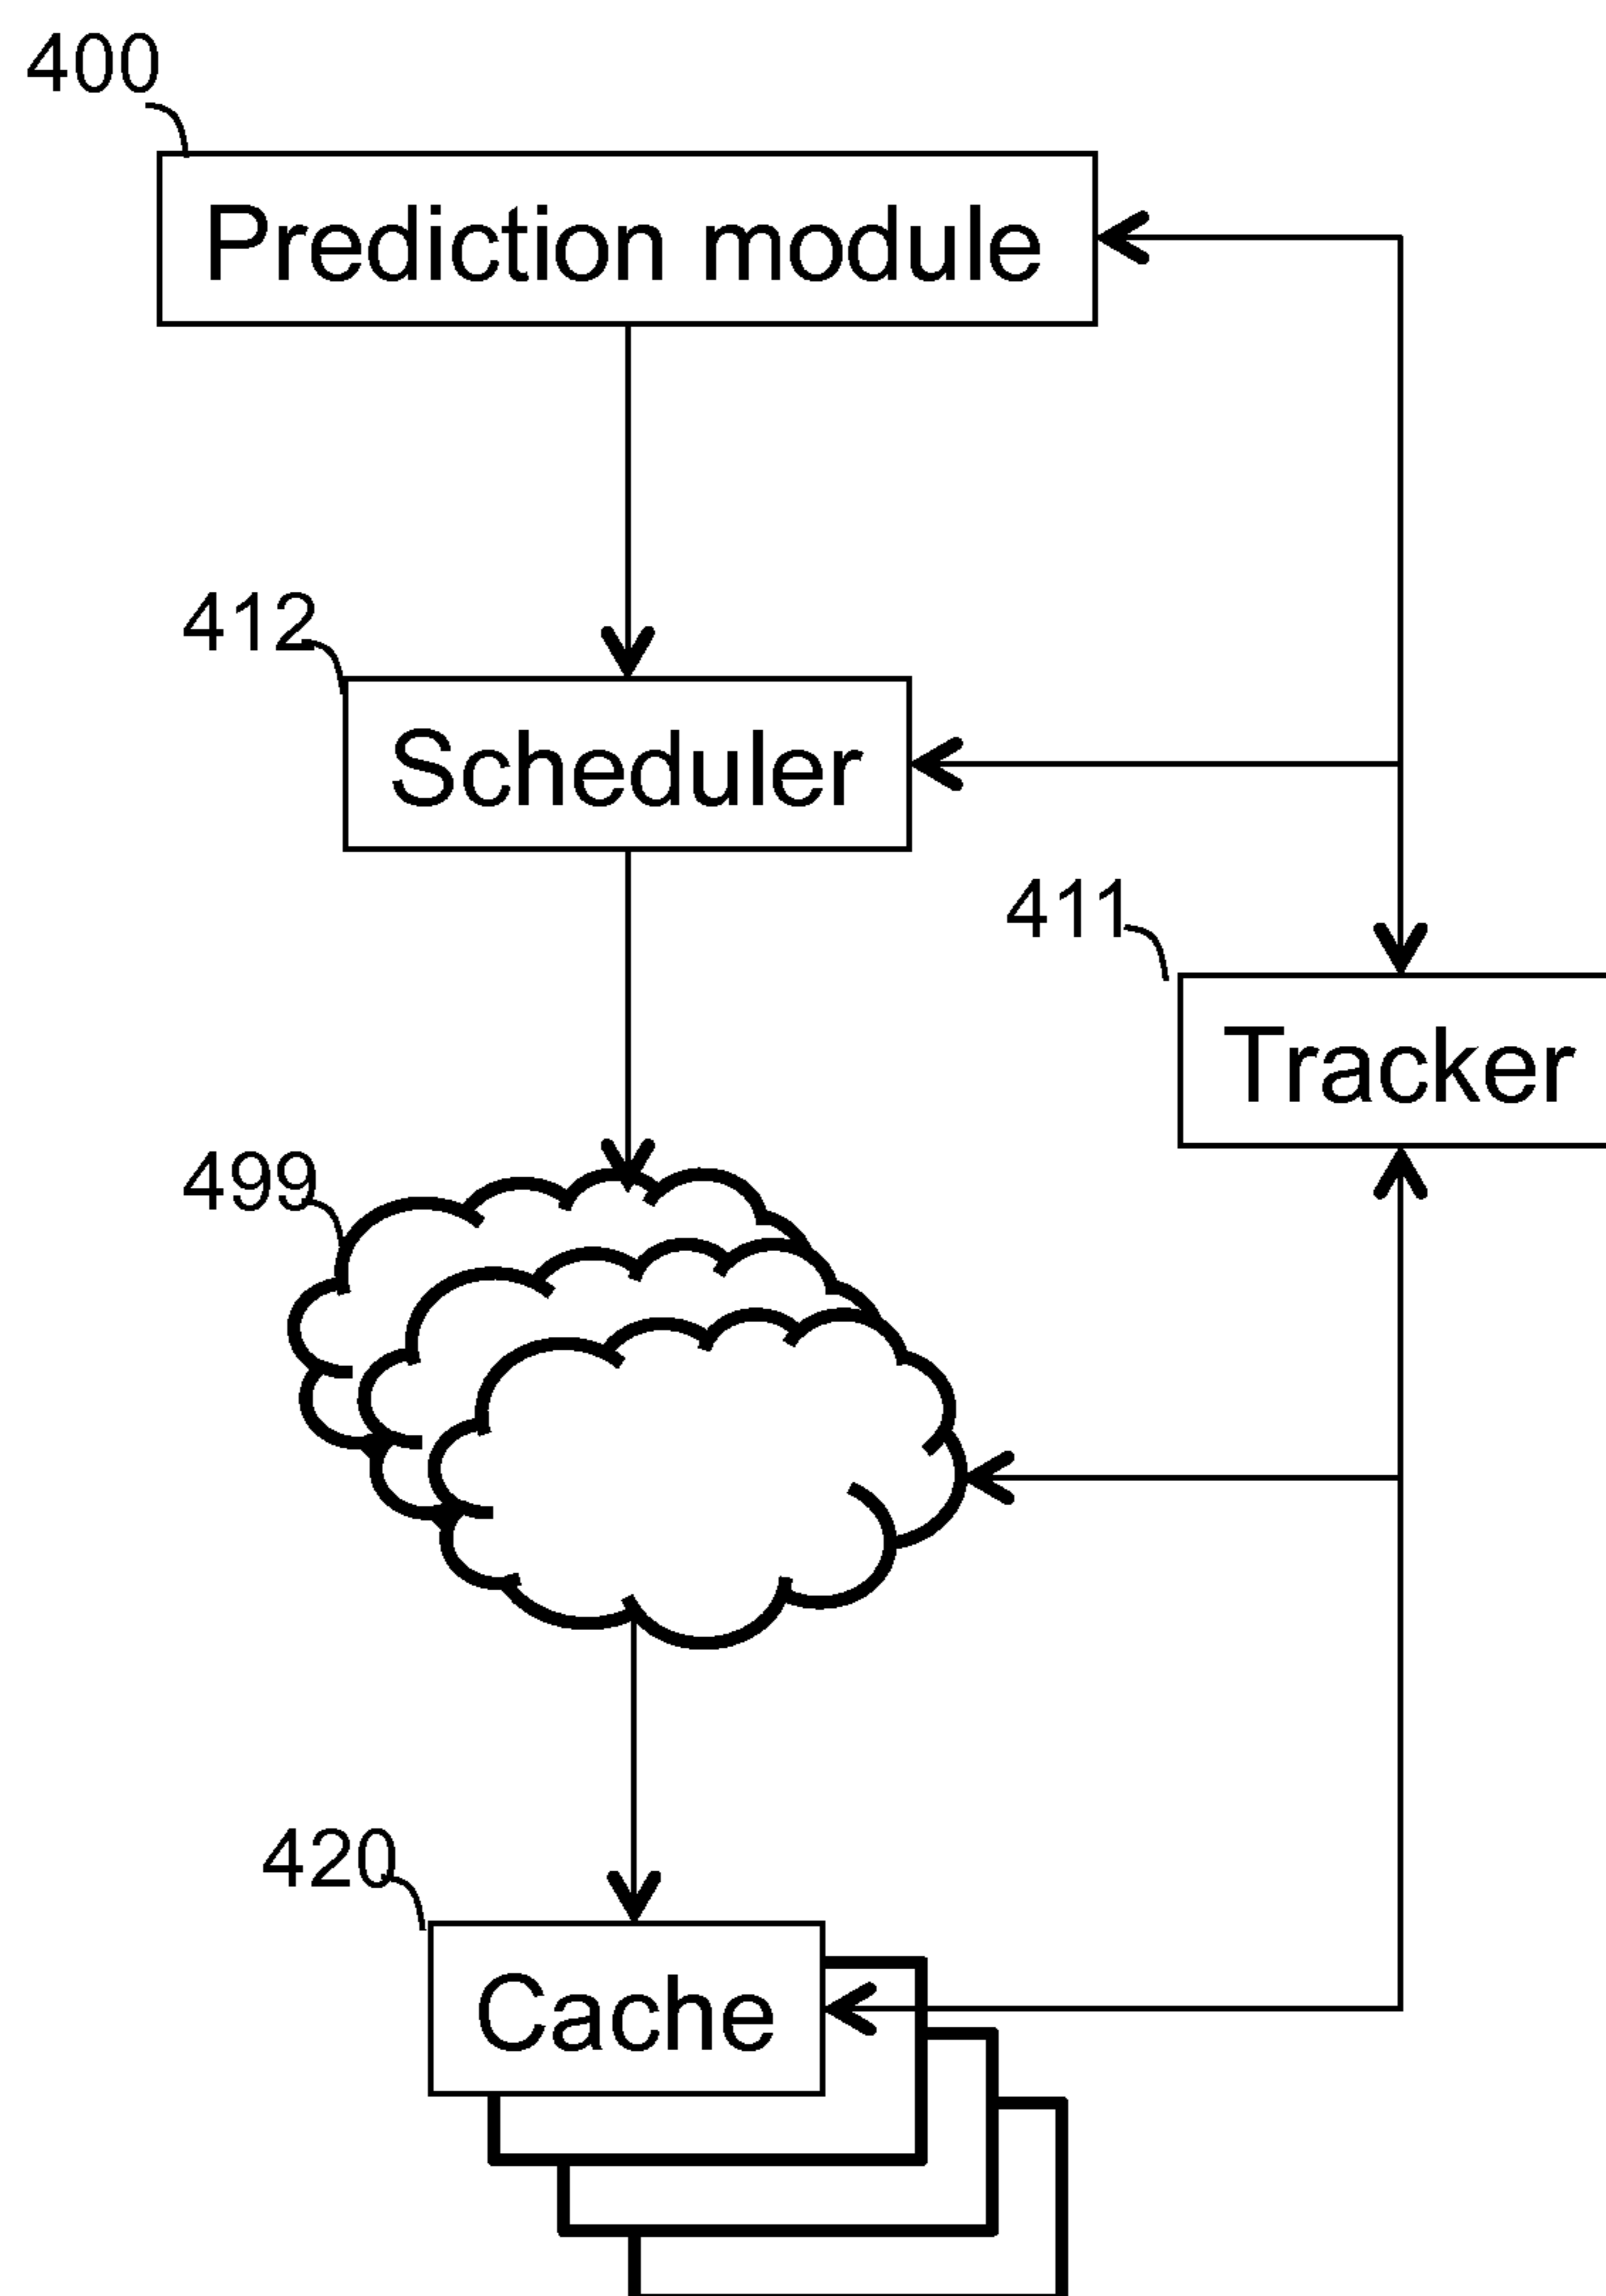 400
Prediction module
412
Scheduler
411
Tracker
499
420
Cache